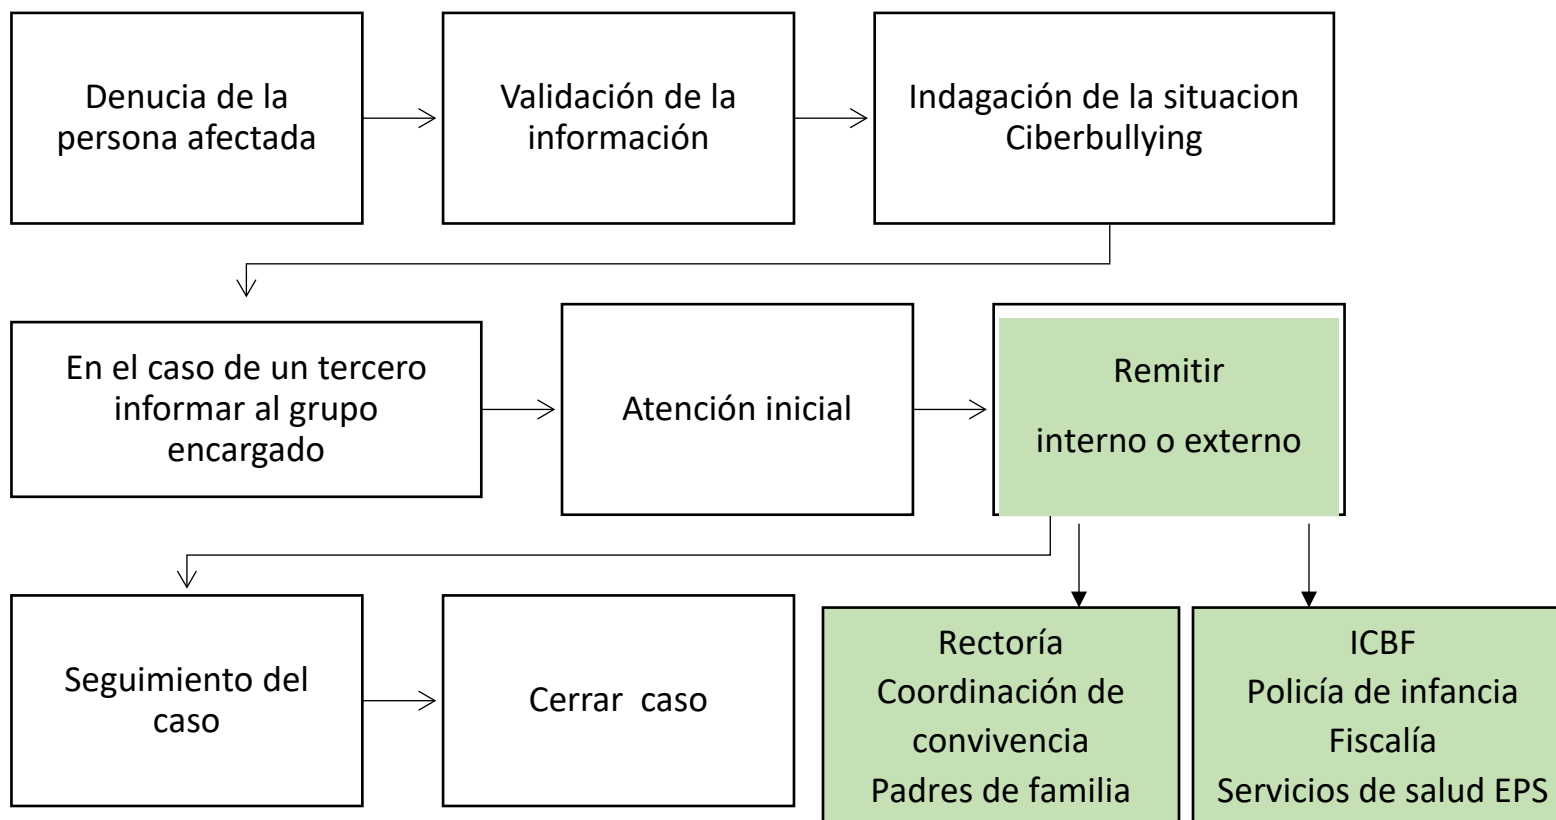 Denucia de la
persona afectada
Validación de la
información
Indagación de la situacion
Ciberbullying
En el caso de un tercero
informar al grupo
encargado
Atención inicial
Remitir
interno o externo
Seguimiento del
caso
Cerrar caso
Rectoría
Coordinación de
convivencia
Padres de familia
ICBF
Policía de infancia
Fiscalía
Servicios de salud EPS